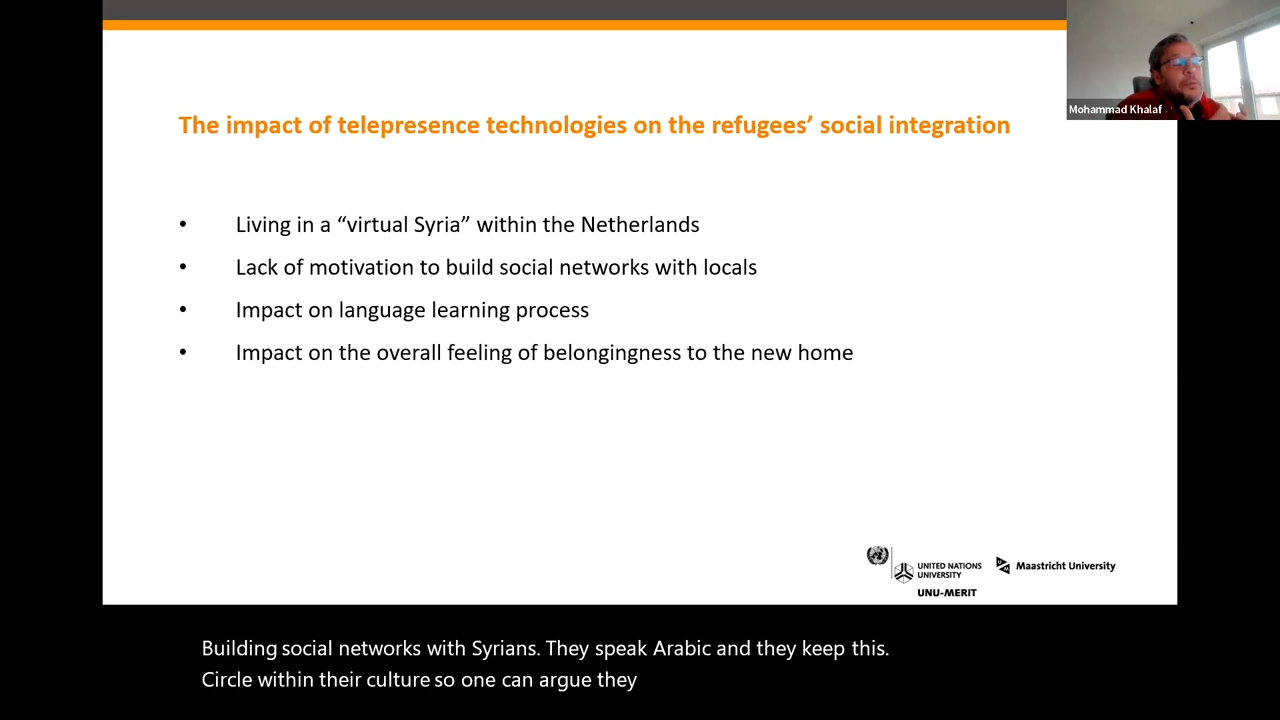 The impact of telepresence technologies on the refugees’ social integration
Mohammad Khalaf
• Living in a “virtual Syria” within the Netherlands
• Lack of motivation to build social networks with locals
• Impact on language learning process
• Impact on the overall feeling of belongingness to the new home
UNITED NATIONS
UNIVERSITY
UNU-MERIT
Maastricht University
Building social networks with Syrians. They speak Arabic and they keep this.
Circle within their culture so one can argue they